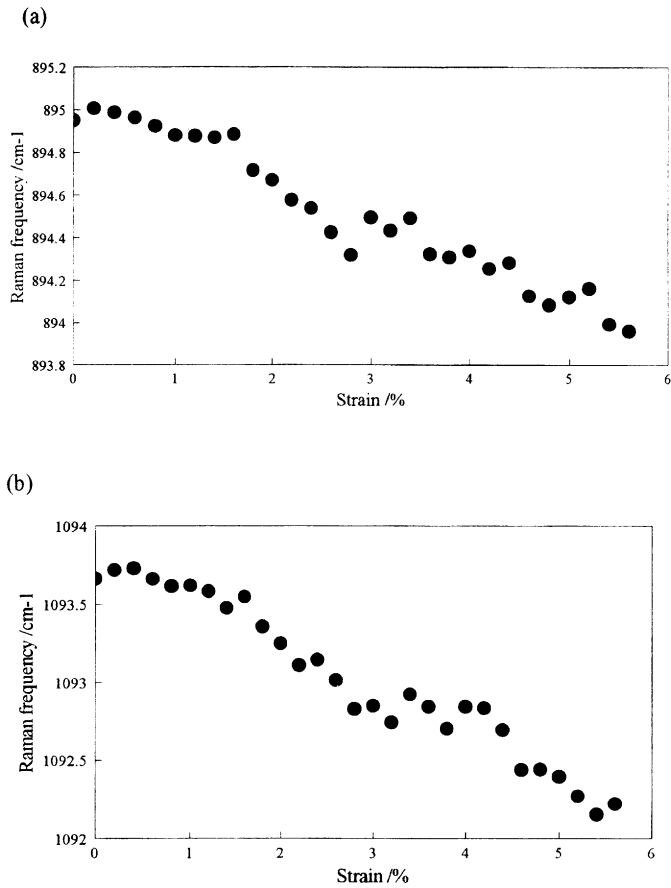 (a)
895.2
895
894.8
894.6
894.4
894.2
894
893.8
Raman frequency /cm-1
0 1 2 3 4 5 6
Strain /%
(b)
1094
1093.5
1093
1092.5
1092
Raman frequency /cm-1
0 1 2 3 4 5 6
Strain /%